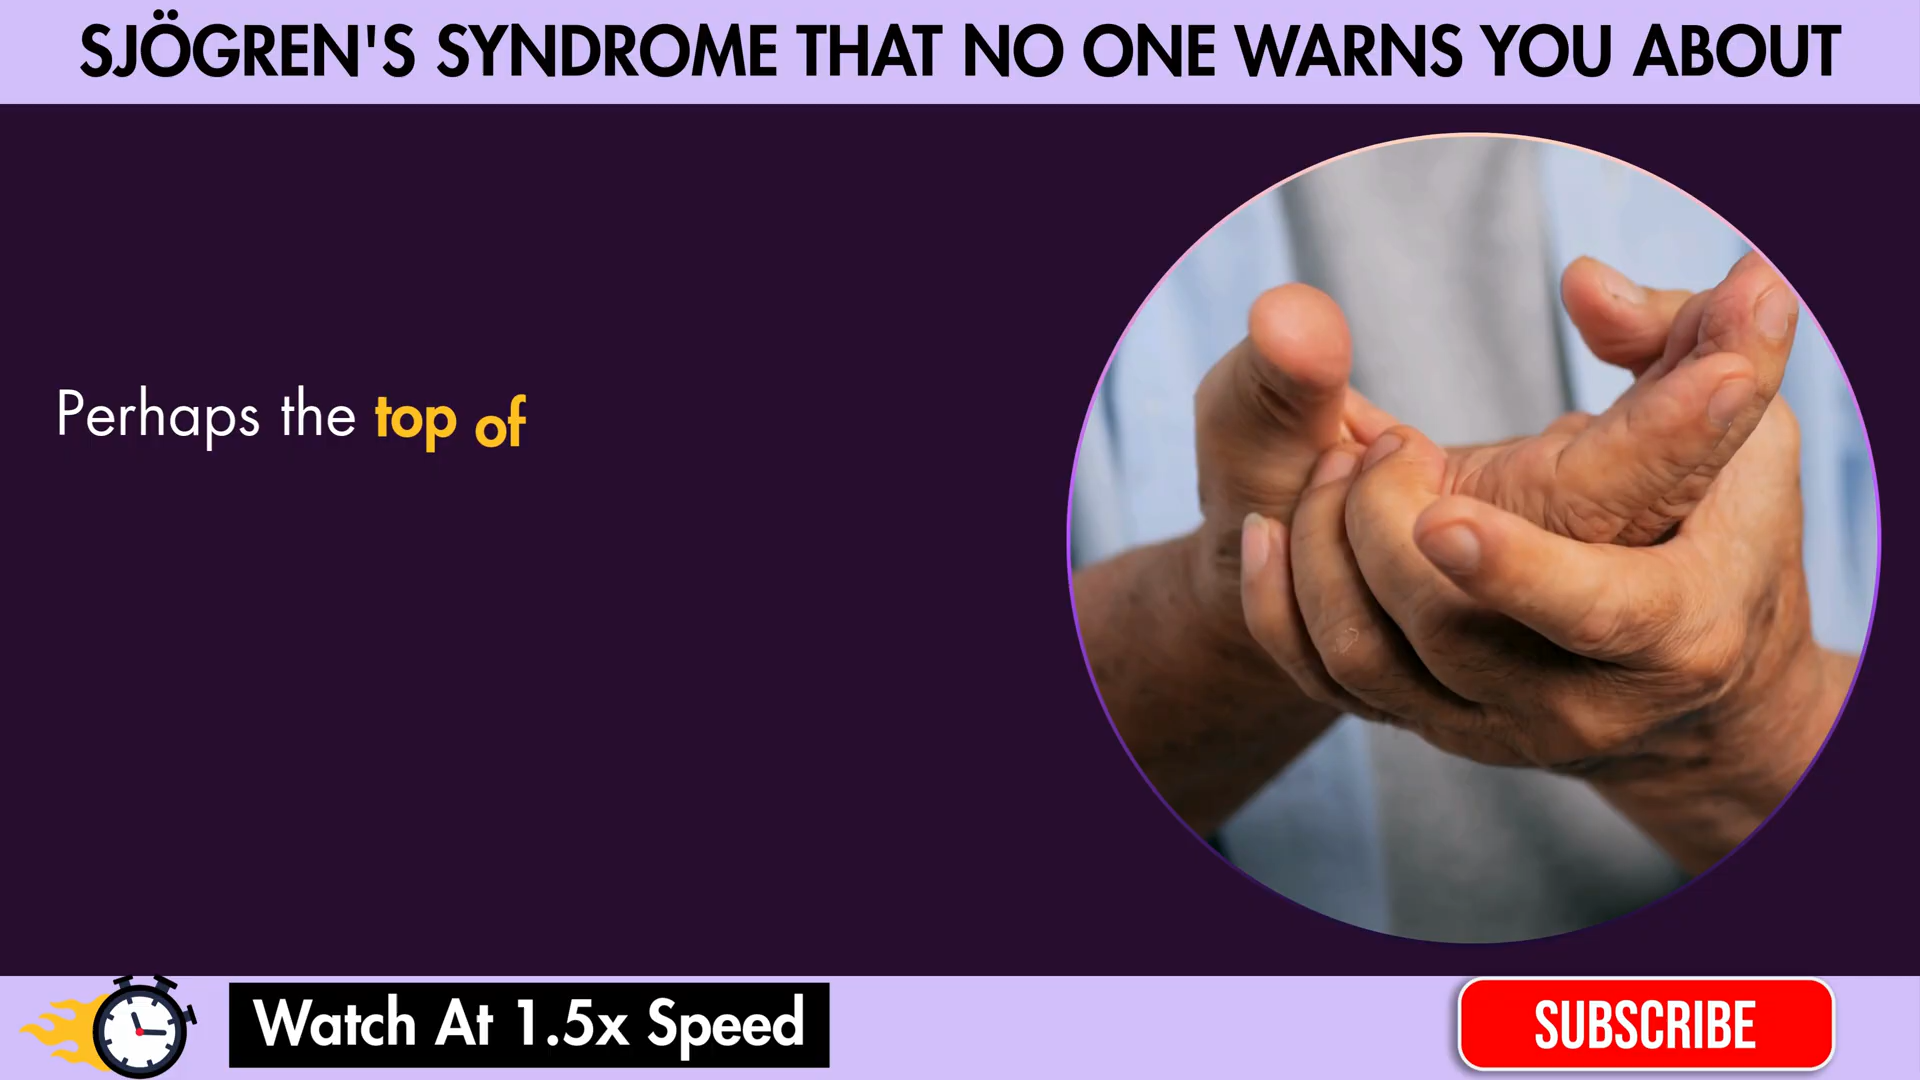 SJÖGREN'S SYNDROME THAT NO ONE WARNS YOU ABOUT
Perhaps the top of
Watch At 1.5x Speed
SUBSCRIBE